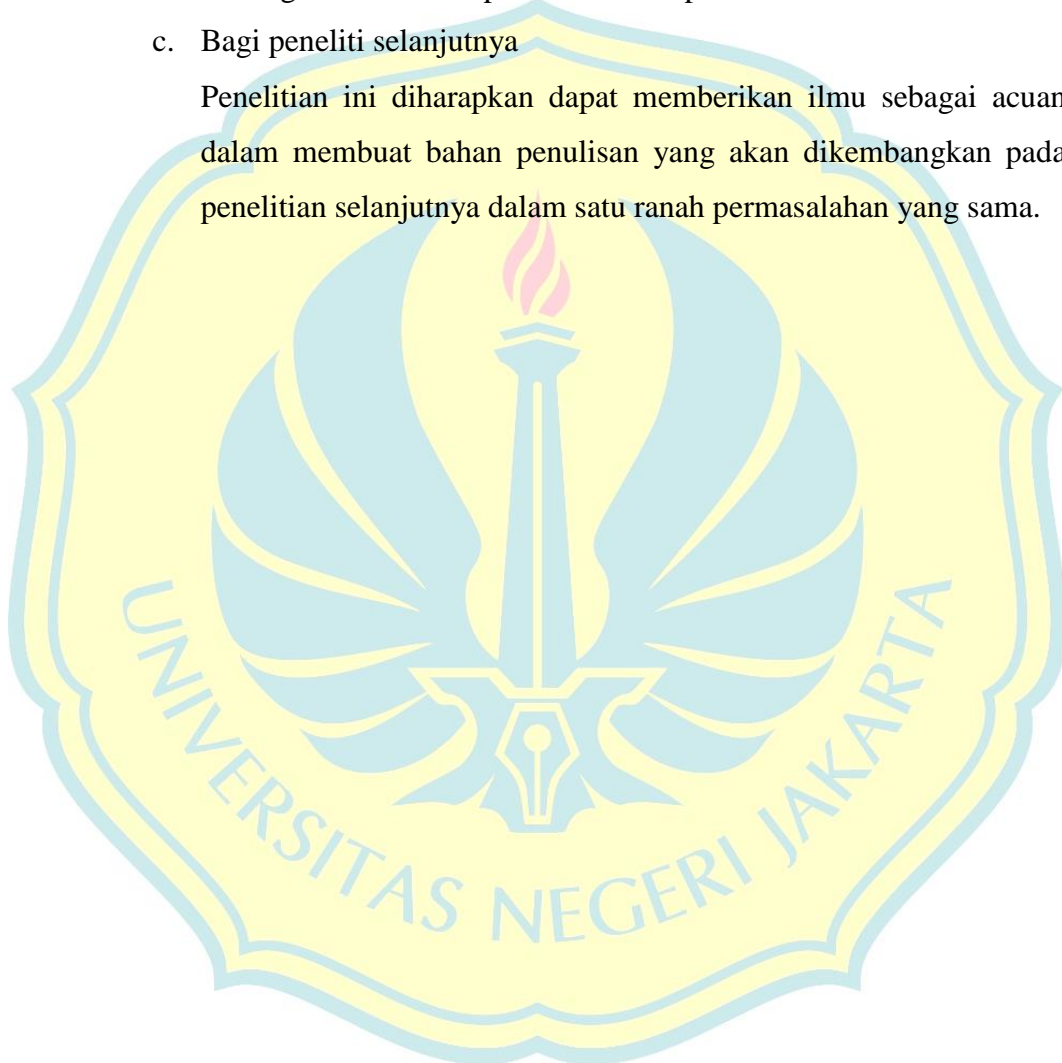 c. Bagi peneliti selanjutnya
Penelitian ini diharapkan dapat memberikan ilmu sebagai acuan
dalam membuat bahan penulisan yang akan dikembangkan pada
penelitian selanjutnya dalam satu ranah permasalahan yang sama.
UNIVERSITAS NEGERI JAKARTA